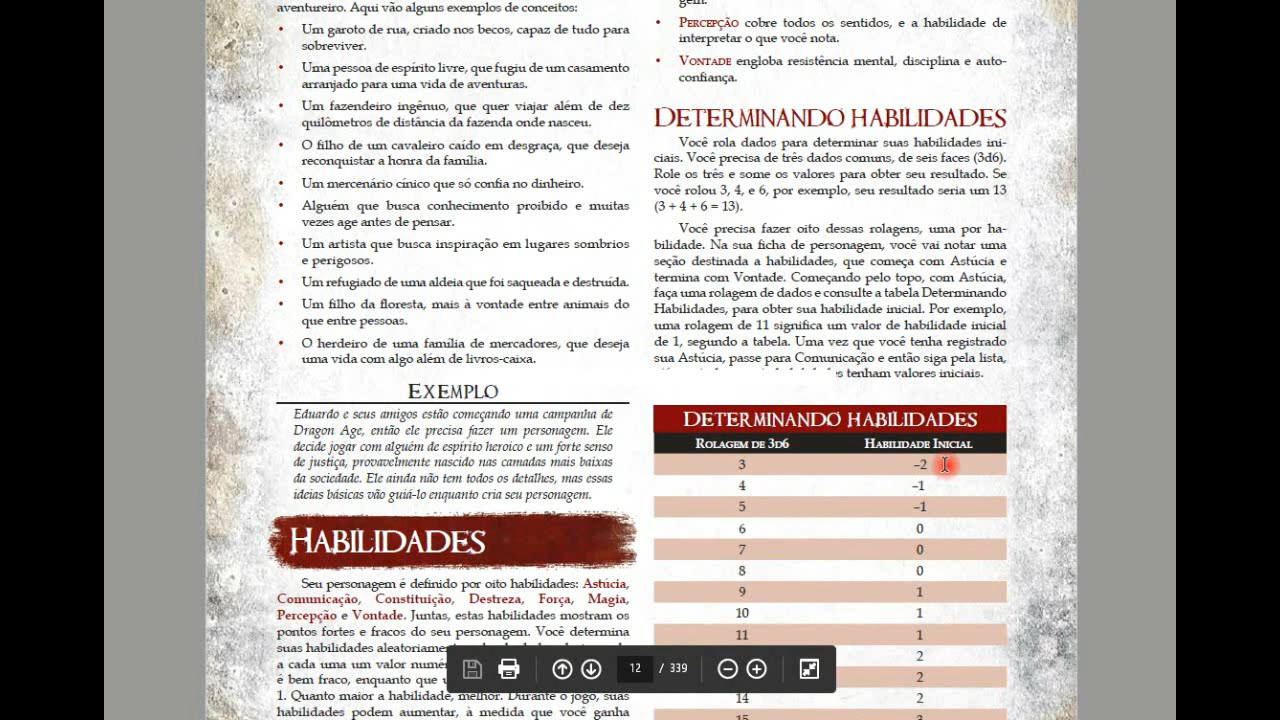 aventureiro. Aqui vão alguns exemplos de conceitos:
• Um garoto de rua, criado nos becos, capaz de tudo para
sobreviver.
• Uma pessoa de espírito livre, que fugiu de um casamento
arranjado para uma vida de aventuras.
• Um fazendeiro ingênuo, que quer viajar além de dez
quilômetros de distância da fazenda onde nasceu.
• O filho de um cavaleiro caído em desgraça, que deseja
reconquistar a honra da família.
• Um mercenário cínico que só confia no dinheiro.
• Alguém que busca conhecimento proibido e muitas
vezes age antes de pensar.
• Um artista que busca inspiração em lugares sombrios
e perigosos.
• Um refugiado de uma aldeia que foi saqueada e destruída.
• Um filho da floresta, mais à vontade entre animais do
que entre pessoas.
• O herdeiro de uma família de mercadores, que deseja
uma vida com algo além de livros-caixa.
Exemplo
Eduardo e seus amigos estão começando uma campanha de
Dragon Age, então ele precisa fazer um personagem. Ele
decide jogar com alguém de espírito heroico e um forte senso
de justiça, provavelmente nascido nas camadas mais baixas
da sociedade. Ele ainda não tem todos os detalhes, mas essas
ideias básicas vão guiá-lo enquanto cria seu personagem.
Habilidades
Seu personagem é definido por oito habilidades: Astúcia,
Comunicação, Constituição, Destreza, Força, Magia,
Percepção e Vontade. Juntas, estas habilidades mostram os
pontos fortes e fracos do seu personagem. Você determina
suas habilidades
a cada uma um valor
é bem fraco, enquanto que
1. Quanto maior a habilidade, melhor. Durante o jogo, suas
habilidades podem aumentar, à medida que você ganha
gem.
• Percepção cobre todos os sentidos, e a habilidade de
interpretar o que você nota.
• Vontade engloba resistência mental, disciplina e auto-
confiança.
Determinando Habilidades
Você rola dados para determinar suas habilidades ini-
ciais. Você precisa de três dados comuns, de seis faces (3d6).
Role os três e some os valores para obter seu resultado. Se
você rolou 3, 4, e 6, por exemplo, seu resultado seria um 13
(3 + 4 + 6 = 13).
Você precisa fazer oito dessas rolagens, uma por ha-
bilidade. Na sua ficha de personagem, você vai notar uma
seção destinada a habilidades, que começa com Astúcia e
termina com Vontade. Começando pelo topo, com Astúcia,
faça uma rolagem de dados e consulte a tabela Determinando
Habilidades, para obter sua habilidade inicial. Por exemplo,
uma rolagem de 11 significa um valor de habilidade inicial
de 1, segundo a tabela. Uma vez que você tenha registrado
sua Astúcia, passe para Comunicação e então siga pela lista,
tenham valores iniciais.
Determinando Habilidades
Rolagem de 3d6 Habilidade Inicial
3 –2
4 –1
5 –1
6 0
7 0
8 0
9 1
10 1
11 1
2
2
14 2
15 3
12 / 339